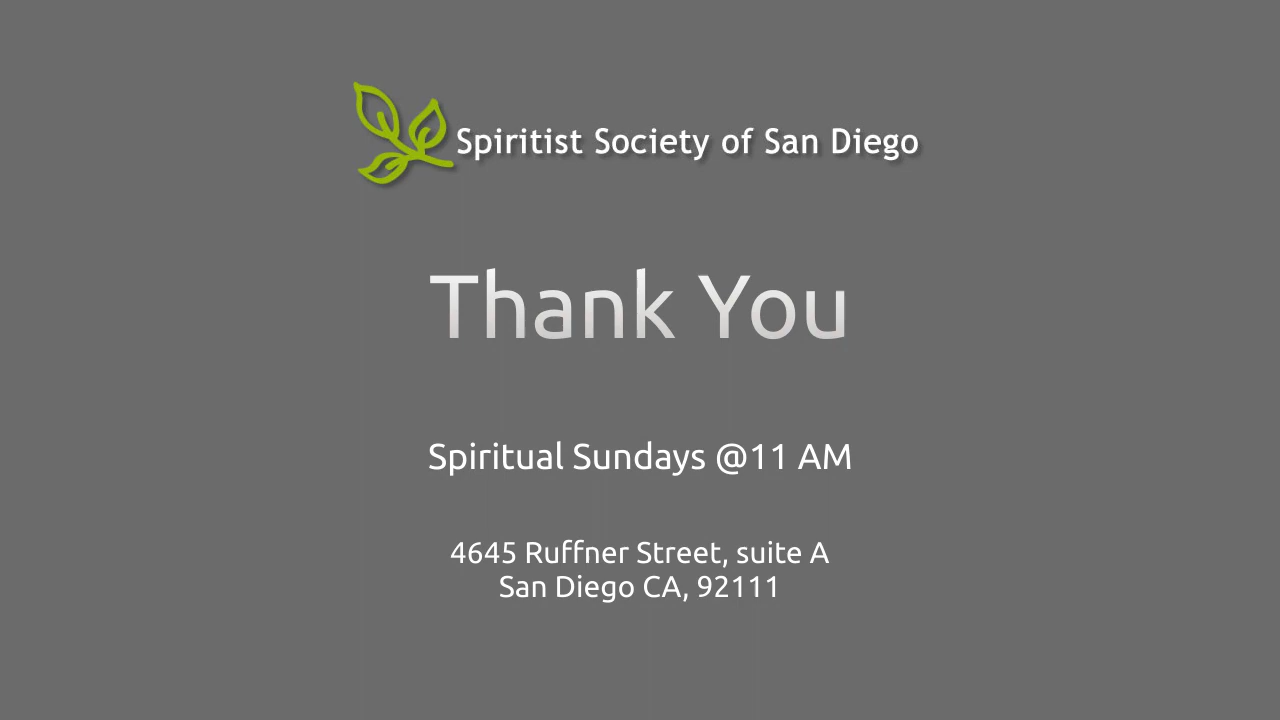 Spiritist Society of San Diego
Thank You
Spiritual Sundays @11 AM
4645 Ruffner Street, suite A
San Diego CA, 92111